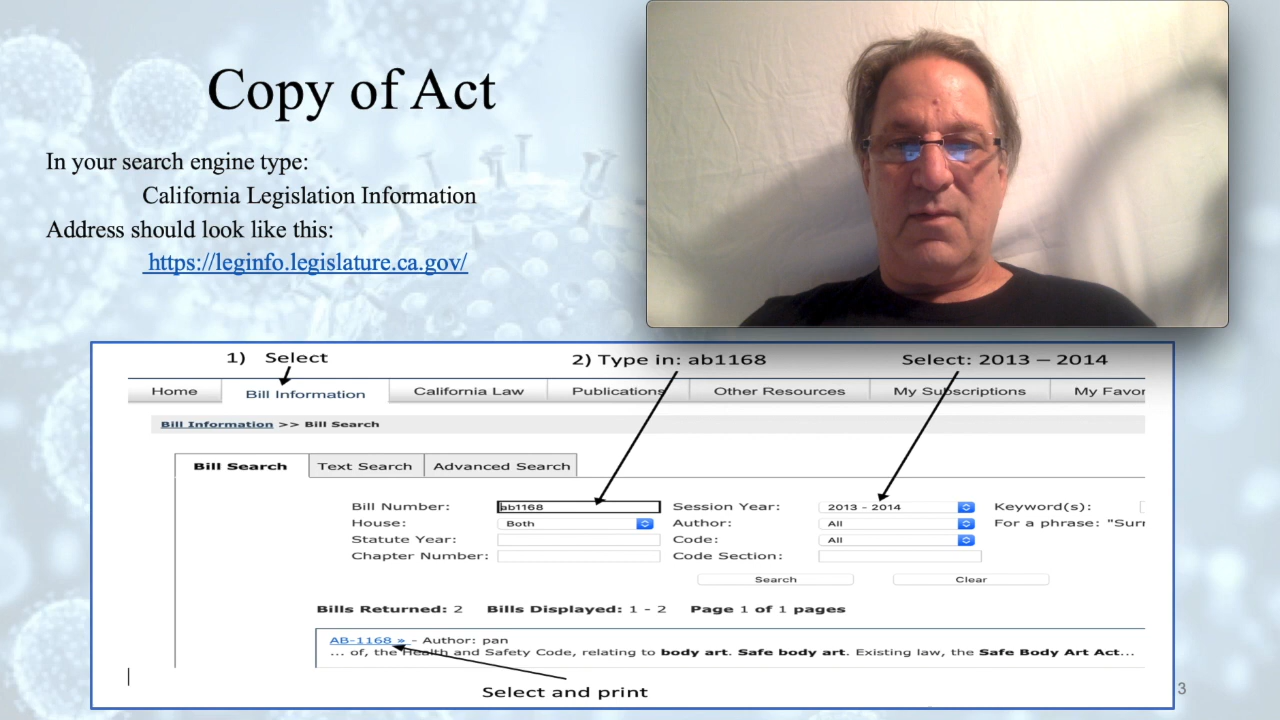 Copy of Act
In your search engine type:
California Legislation Information
Address should look like this:
https://leginfo.legislature.ca.gov/
1) Select
2) Type in: ab1168
Select: 2013 – 2014
Home Bill Information California Law Publications Other Resources My Subscriptions My Favor
Bill Information >> Bill Search
Bill Search Text Search Advanced Search
Bill Number: ab1168 Session Year: 2013 - 2014 Keyword(s):
House: Both Author: All For a phrase: "Surr
Statute Year: Code: All
Chapter Number: Code Section:
Search Clear
Bills Returned: 2 Bills Displayed: 1 - 2 Page 1 of 1 pages
AB-1168 » - Author: pan
... of, the Health and Safety Code, relating to body art. Safe body art. Existing law, the Safe Body Art Act...
Select and print
3